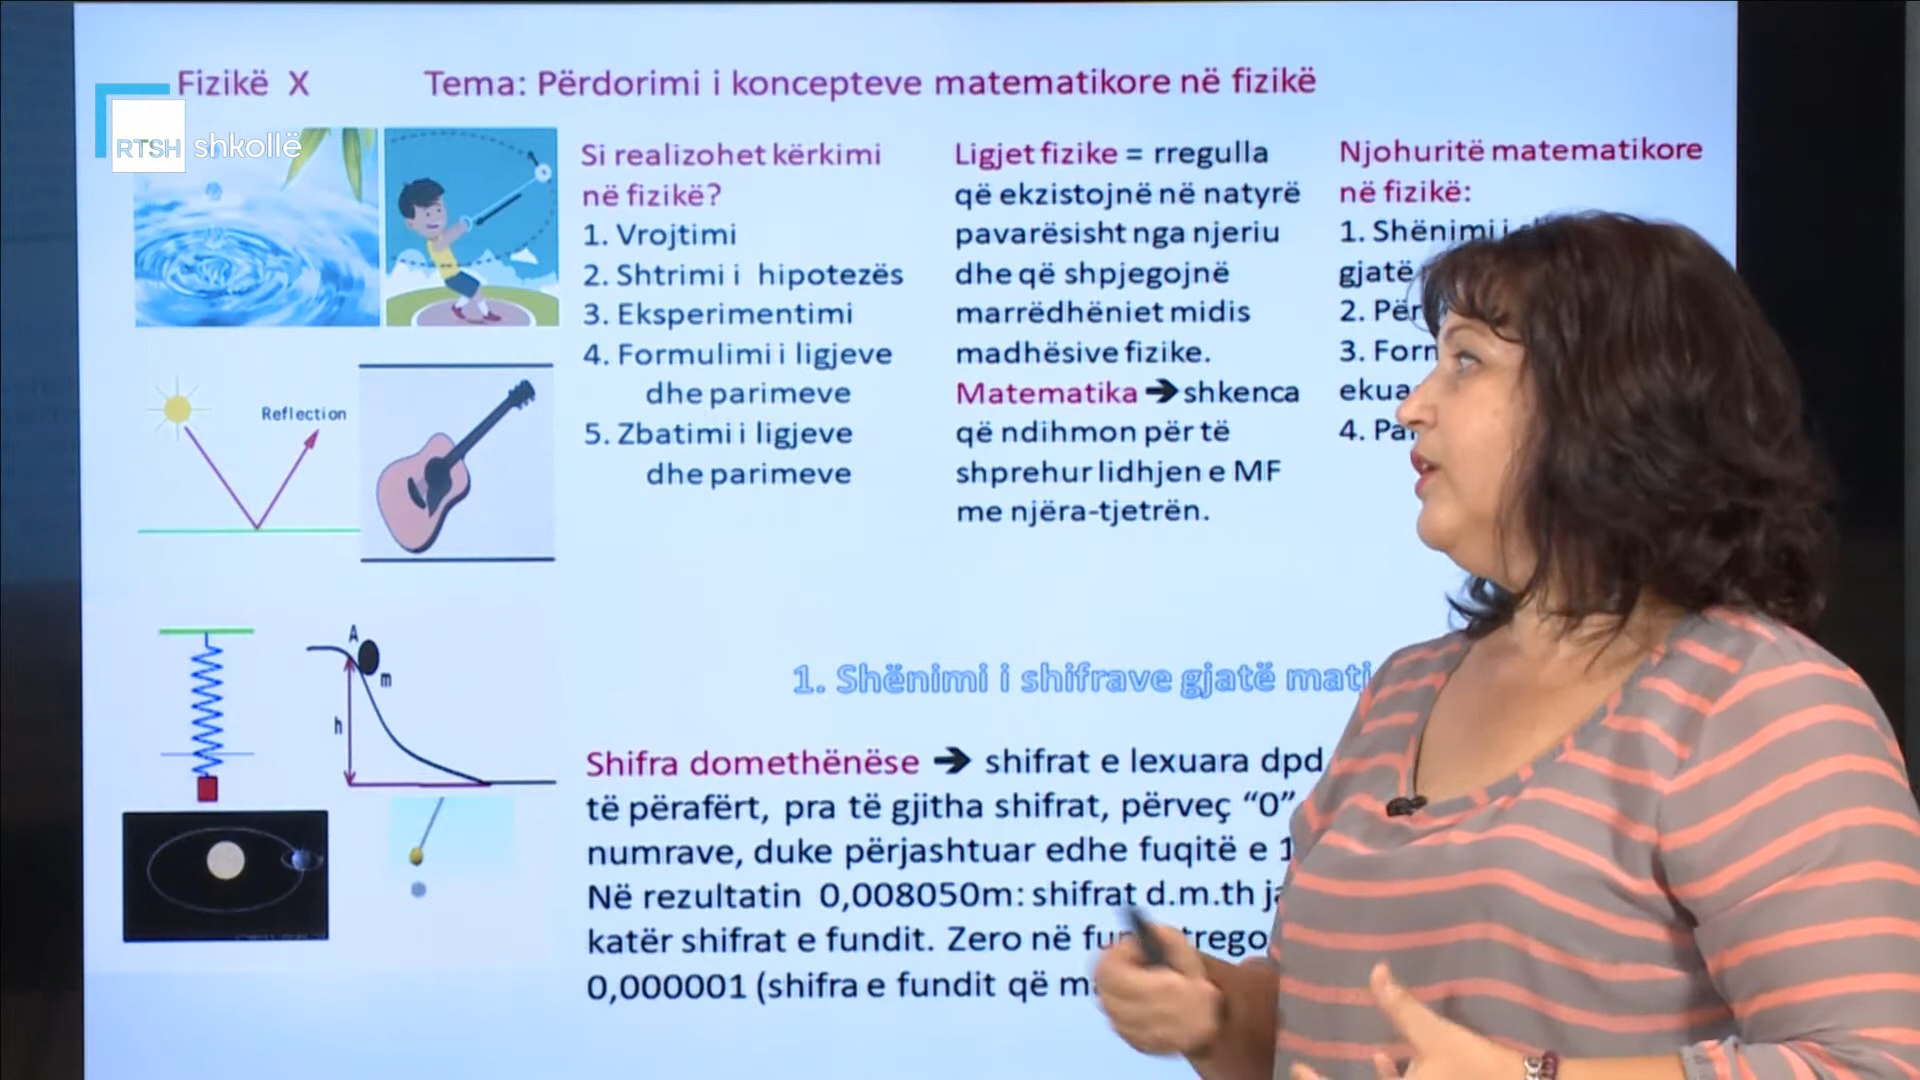 Fizikë X
Tema: Përdorimi i koncepteve matematikore në fizikë
RTSH shkollë
Si realizohet kërkimi
në fizikë?
1. Vrojtimi
2. Shtrimi i hipotezës
3. Eksperimentimi
4. Formulimi i ligjeve
dhe parimeve
5. Zbatimi i ligjeve
dhe parimeve
Ligjet fizike = rregulla
që ekzistojnë në natyrë
pavarësisht nga njeriu
dhe që shpjegojnë
marrëdhëniet midis
madhësive fizike.
Matematika ➔ shkenca
që ndihmon për të
shprehur lidhjen e MF
me njëra-tjetrën.
Njohuritë matematikore
në fizikë:
1. Shënimi i
gjatë
2. Për
3. Form
ekua
4. Pa
Reflection
A
m
h
1. Shënimi i shifrave gjatë mati
Shifra domethënëse ➔ shifrat e lexuara dpd
të përafërt, pra të gjitha shifrat, përveç “0”
numrave, duke përjashtuar edhe fuqitë e 1
Në rezultatin 0,008050m: shifrat d.m.th ja
katër shifrat e fundit. Zero në fu trego
0,000001 (shifra e fundit që m